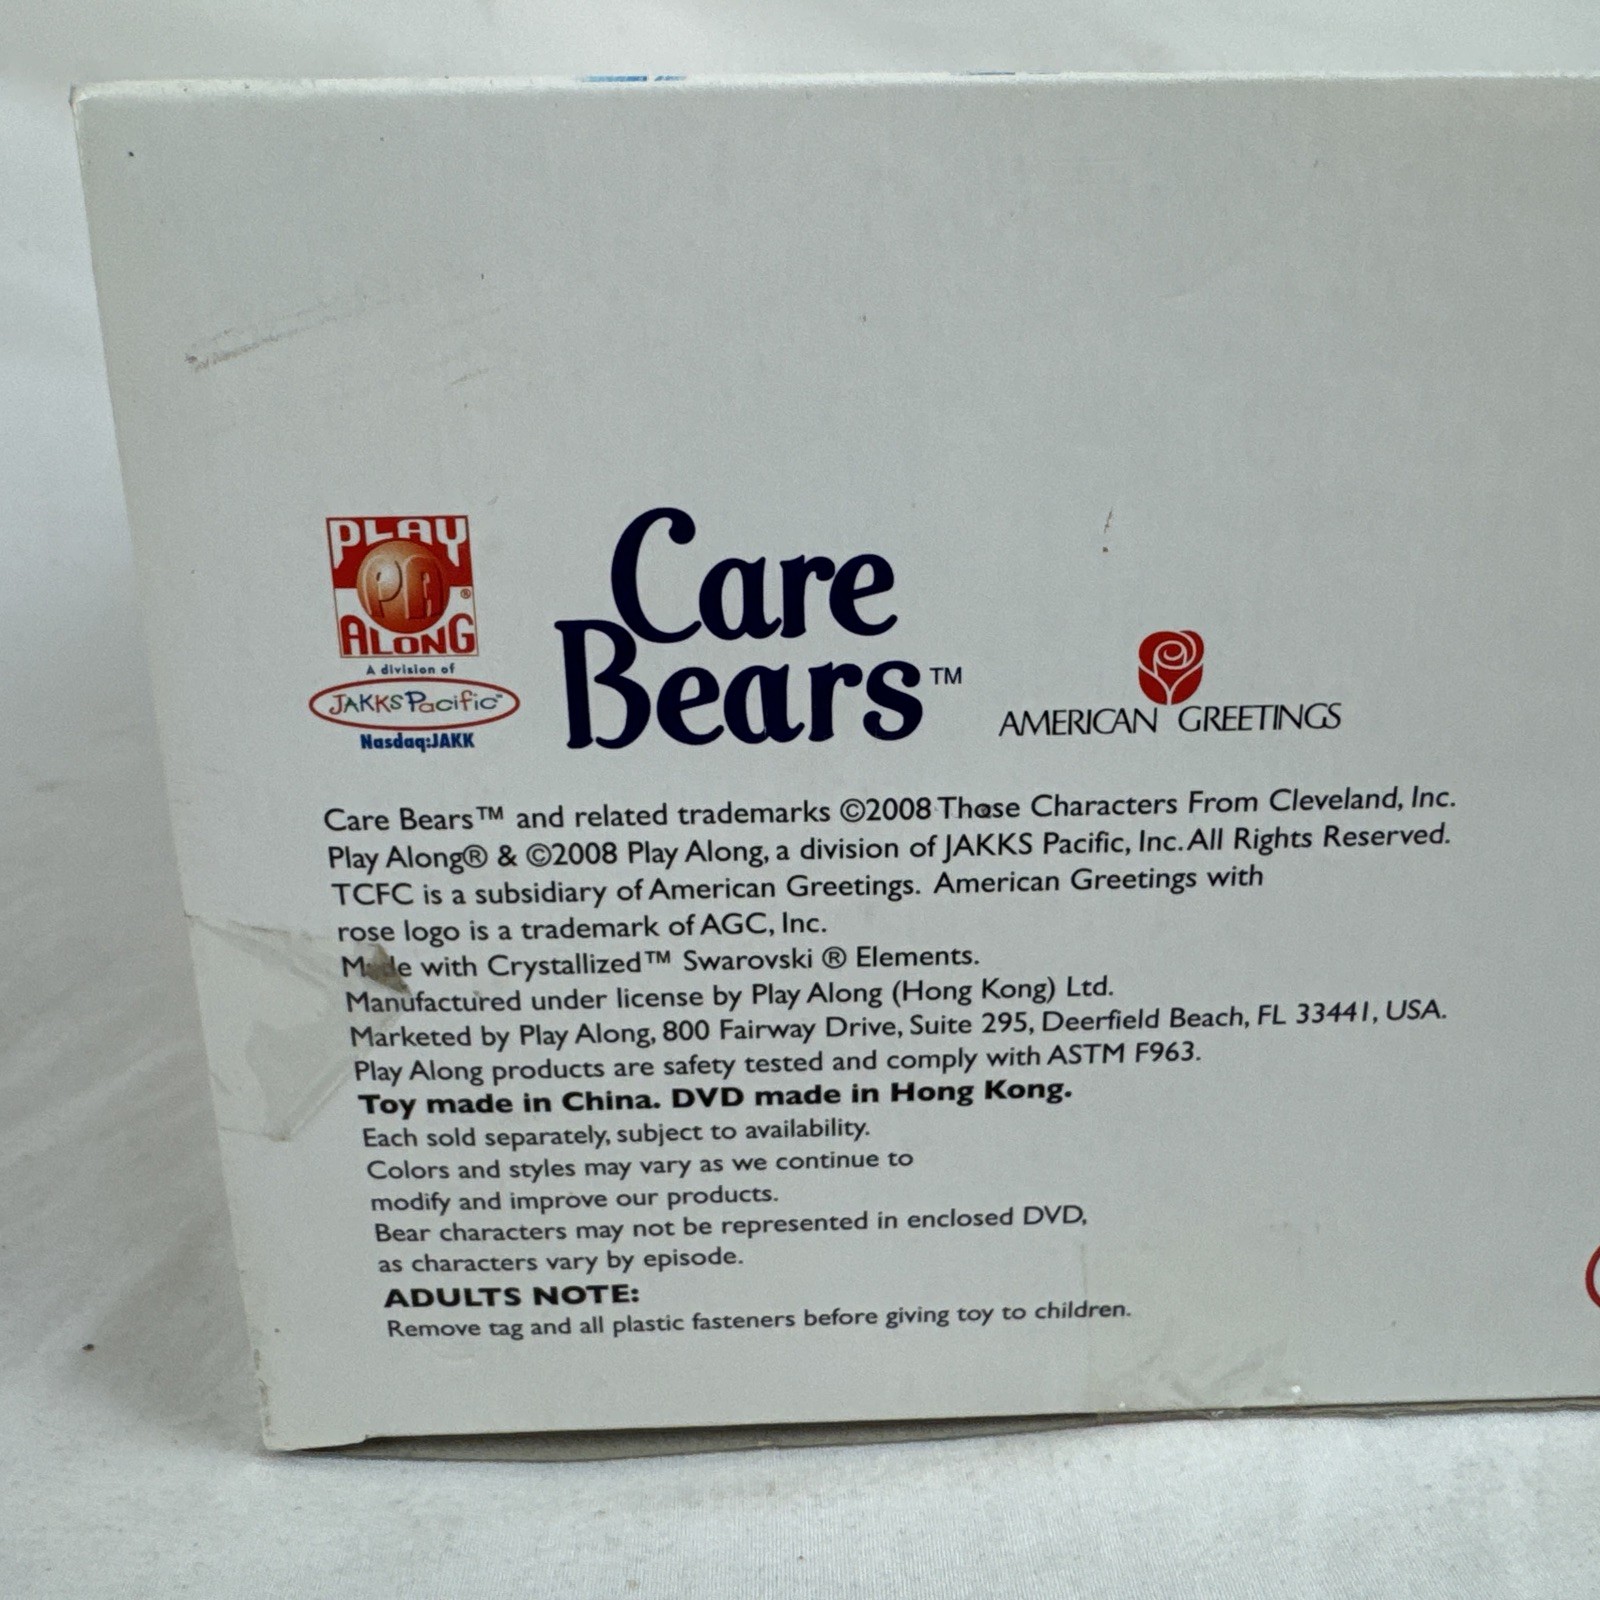 PLAY
PA
ALONG®
A division of
JAKKSPacific™
Nasdaq:JAKK
Care
Bears™
AMERICAN GREETINGS
Care Bears™ and related trademarks ©2008 Those Characters From Cleveland, Inc.
Play Along® & ©2008 Play Along, a division of JAKKS Pacific, Inc. All Rights Reserved.
TCFC is a subsidiary of American Greetings. American Greetings with
rose logo is a trademark of AGC, Inc.
Made with Crystallized™ Swarovski ® Elements.
Manufactured under license by Play Along (Hong Kong) Ltd.
Marketed by Play Along, 800 Fairway Drive, Suite 295, Deerfield Beach, FL 33441, USA.
Play Along products are safety tested and comply with ASTM F963.
Toy made in China. DVD made in Hong Kong.
Each sold separately, subject to availability.
Colors and styles may vary as we continue to
modify and improve our products.
Bear characters may not be represented in enclosed DVD,
as characters vary by episode.
ADULTS NOTE:
Remove tag and all plastic fasteners before giving toy to children.